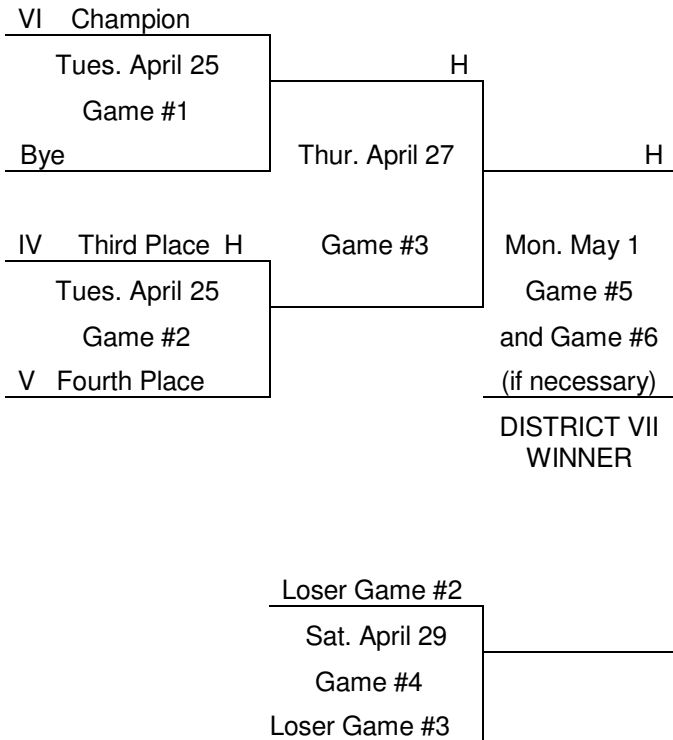 VI Champion
Tues. April 25
H
Game #1
Bye
Thur. April 27
H
IV Third Place H
Game #3
Mon. May 1
Tues. April 25
Game #5
Game #2
and Game #6
V Fourth Place
(if necessary)
DISTRICT VII
WINNER
Loser Game #2
Sat. April 29
Game #4
Loser Game #3